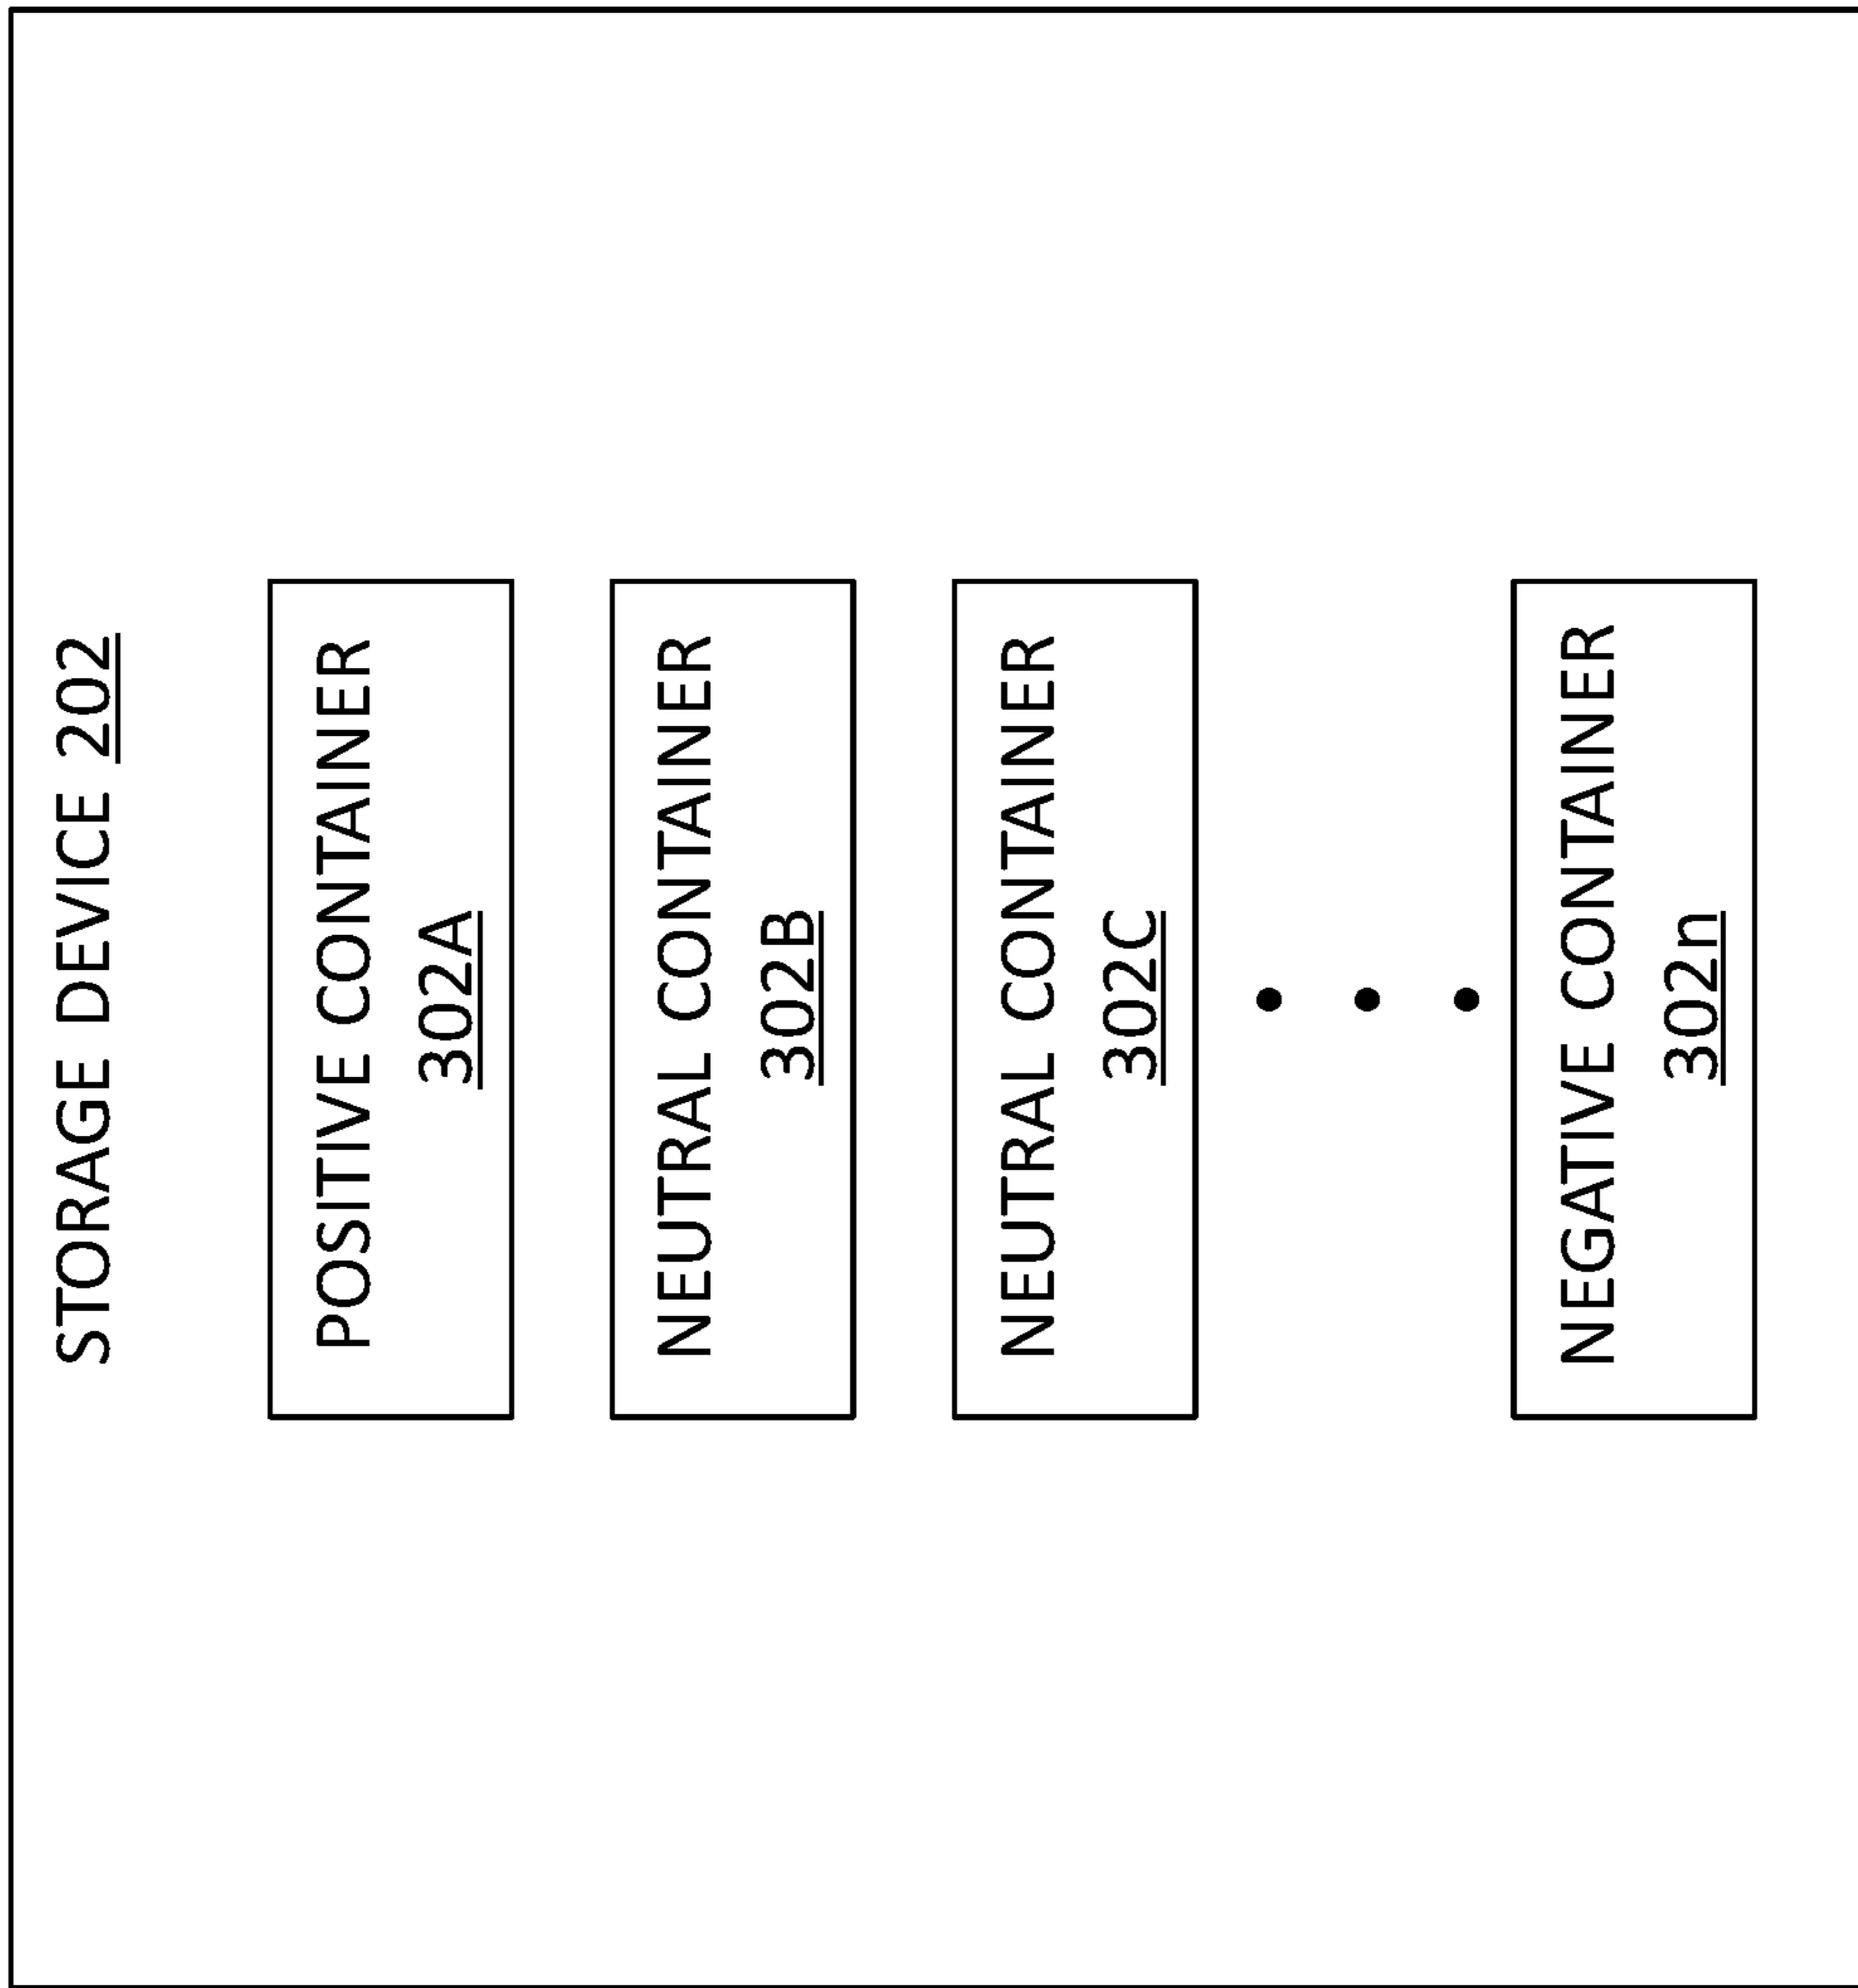 STORAGE DEVICE 202
POSITIVE CONTAINER
302A
NEUTRAL CONTAINER
302B
NEUTRAL CONTAINER
302C
NEGATIVE CONTAINER
302n